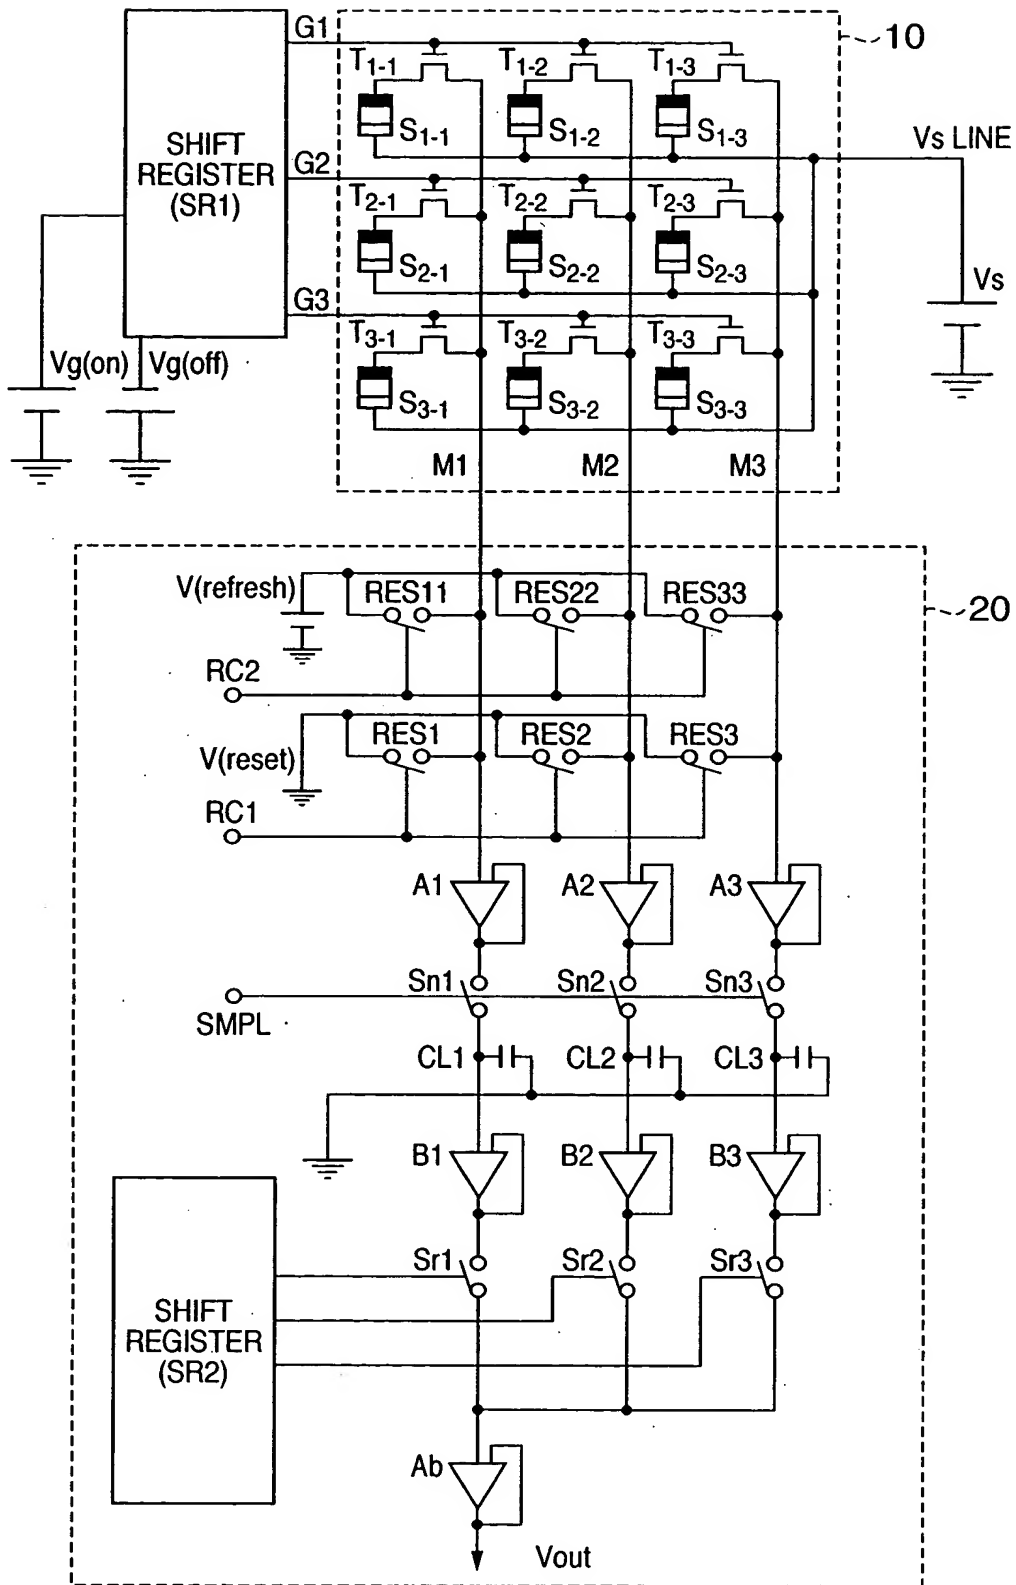 G1
10
T1-1
T1-2
T1-3
S1-1
S1-2
S1-3
Vs LINE
SHIFT
REGISTER
(SR1)
G2
T2-1
T2-2
T2-3
S2-1
S2-2
S2-3
Vs
G3
T3-1
T3-2
T3-3
Vg(on)
Vg(off)
S3-1
S3-2
S3-3
M1
M2
M3
V(refresh)
RES11
RES22
RES33
20
RC2
RES1
RES2
RES3
V(reset)
RC1
A1
A2
A3
Sn1
Sn2
Sn3
SMPL
CL1
CL2
CL3
B1
B2
B3
Sr1
Sr2
Sr3
SHIFT
REGISTER
(SR2)
Ab
Vout